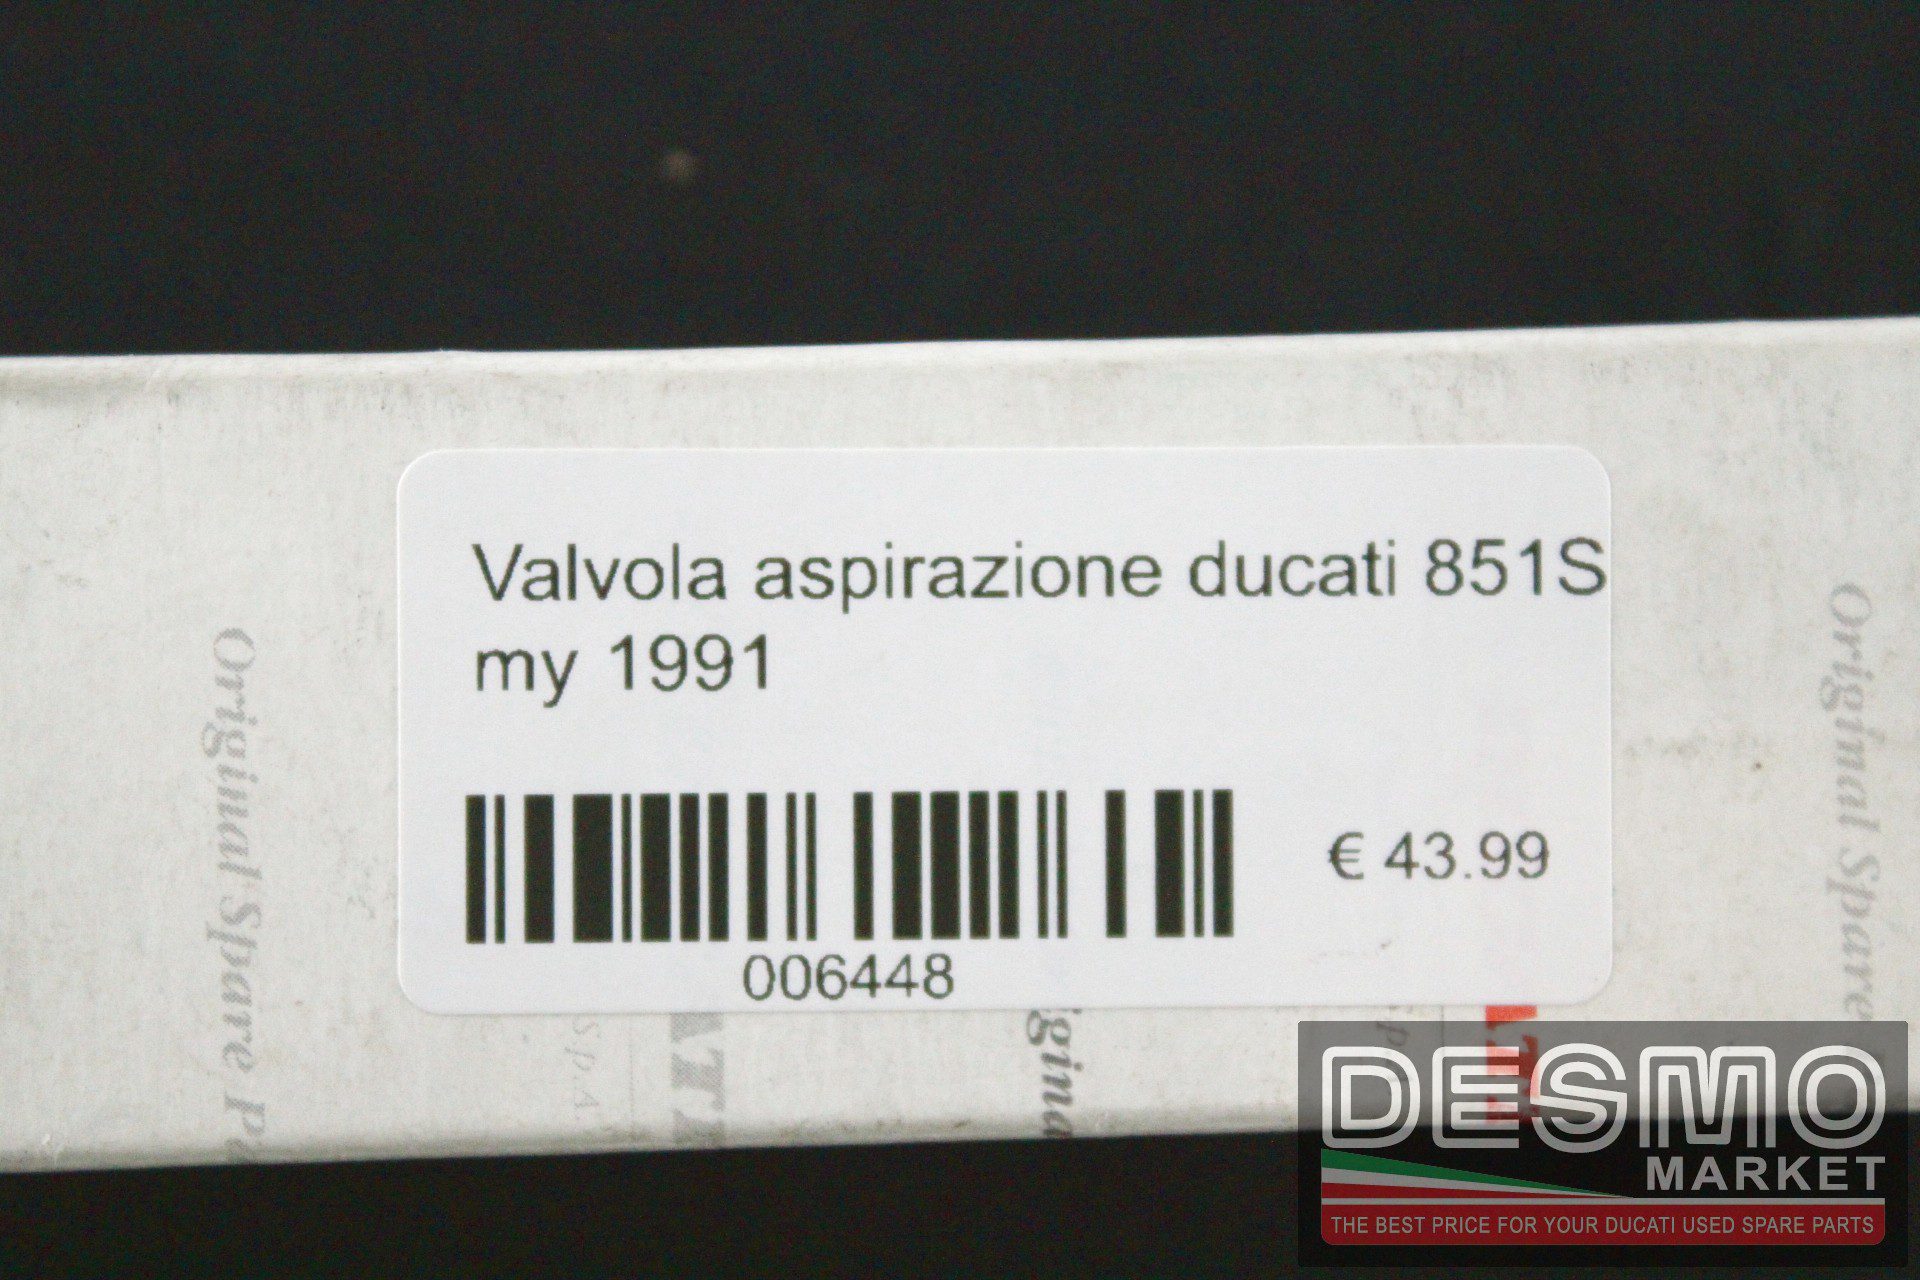 Valvola aspirazione ducati 851S
my 1991
€ 43.99
006448
Original Spare
Original Spare
S.p.A.
DESMO
MARKET
THE BEST PRICE FOR YOUR DUCATI USED SPARE PARTS